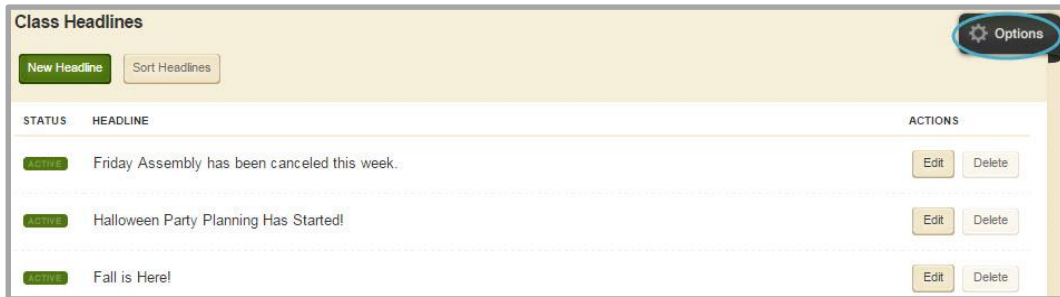 Class Headlines
Options
New Headline Sort Headlines
STATUS HEADLINE ACTIONS
ACTIVE Friday Assembly has been canceled this week. Edit Delete
ACTIVE Halloween Party Planning Has Started! Edit Delete
ACTIVE Fall is Here! Edit Delete